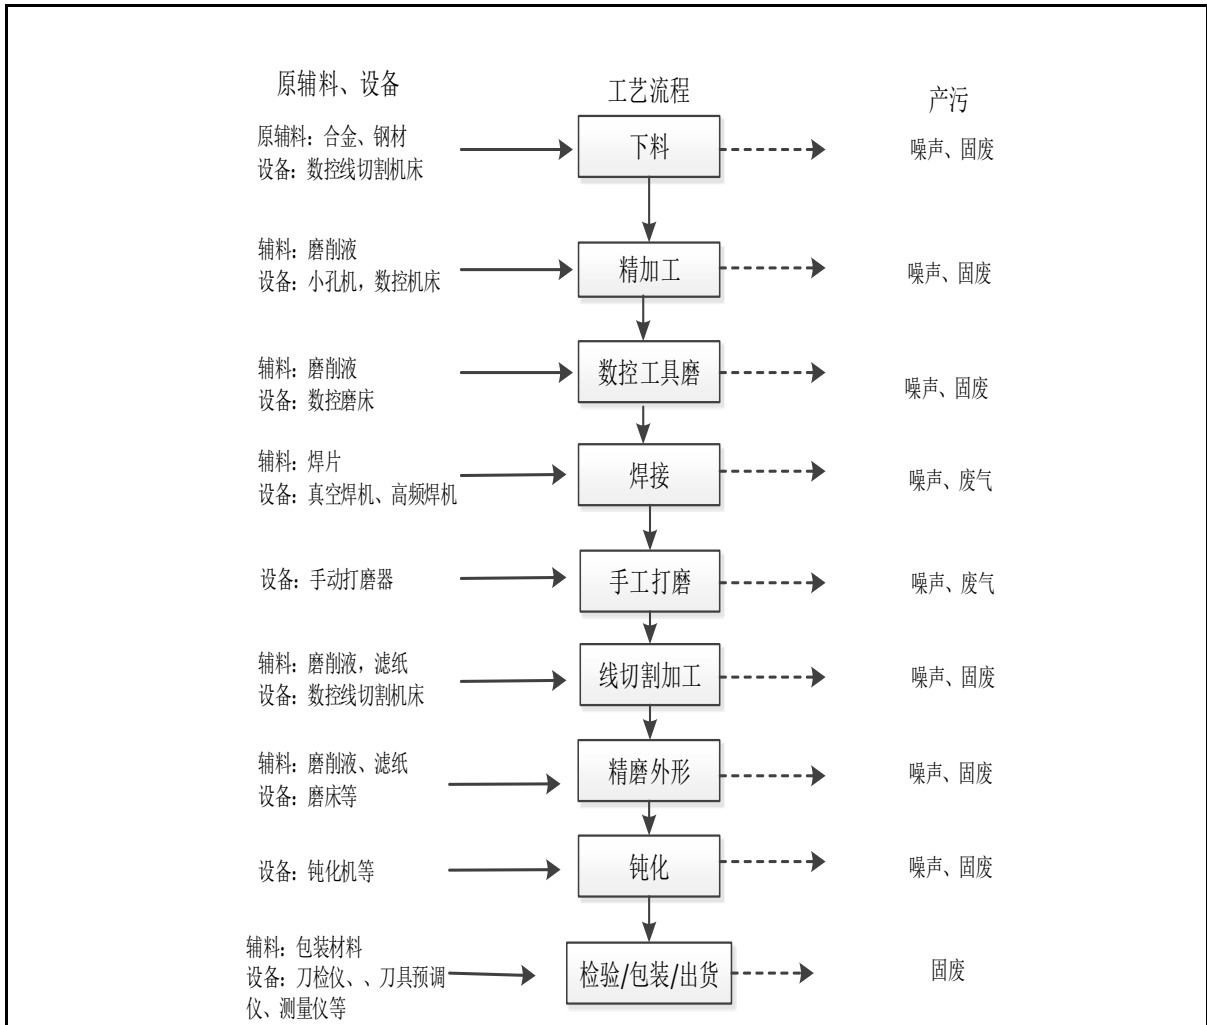 原辅料、设备
工艺流程
产污
原辅料：合金、钢材
设备：数控线切割机床
下料
噪声、固废
辅料：磨削液
设备：小孔机，数控机床
精加工
噪声、固废
辅料：磨削液
设备：数控磨床
数控工具磨
噪声、固废
辅料：焊片
设备：真空焊机、高频焊机
焊接
噪声、废气
设备：手动打磨器
手工打磨
噪声、废气
辅料：磨削液，滤纸
设备：数控线切割机床
线切割加工
噪声、固废
辅料：磨削液、滤纸
设备：磨床等
精磨外形
噪声、固废
设备：钝化机等
钝化
噪声、固废
辅料：包装材料
设备：刀检仪、、刀具预调
仪、测量仪等
检验/包装/出货
固废